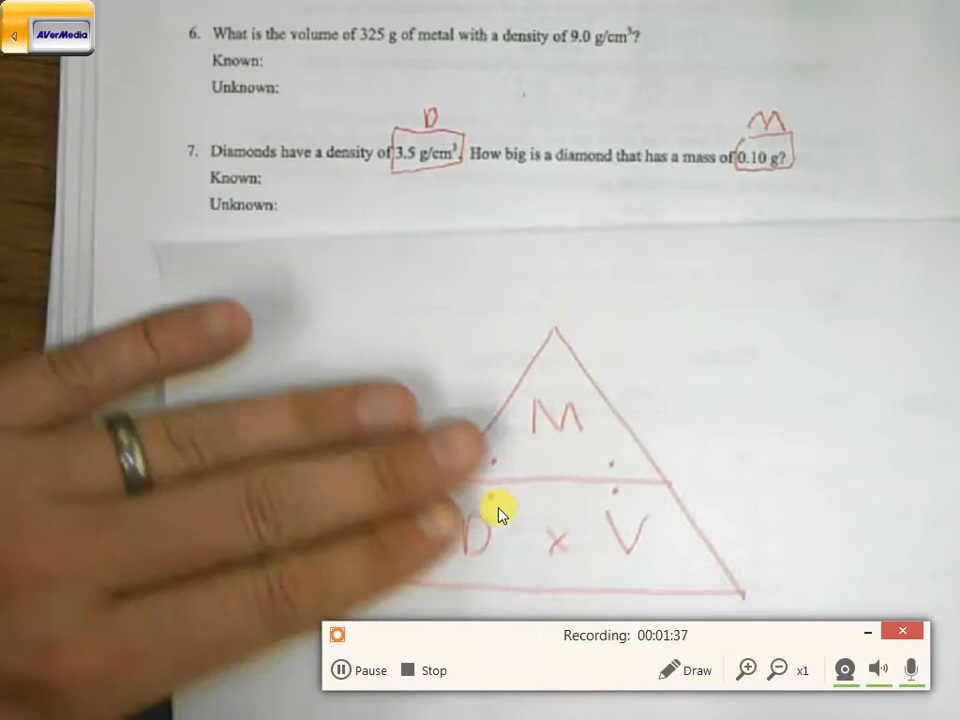 AVerMedia
6. What is the volume of 325 g of metal with a density of 9.0 g/cm³?
Known:
Unknown:
D
M
7. Diamonds have a density of 3.5 g/cm³. How big is a diamond that has a mass of 0.10 g?
Known:
Unknown:
M
D x V
Recording: 00:01:37
Pause Stop Draw x1